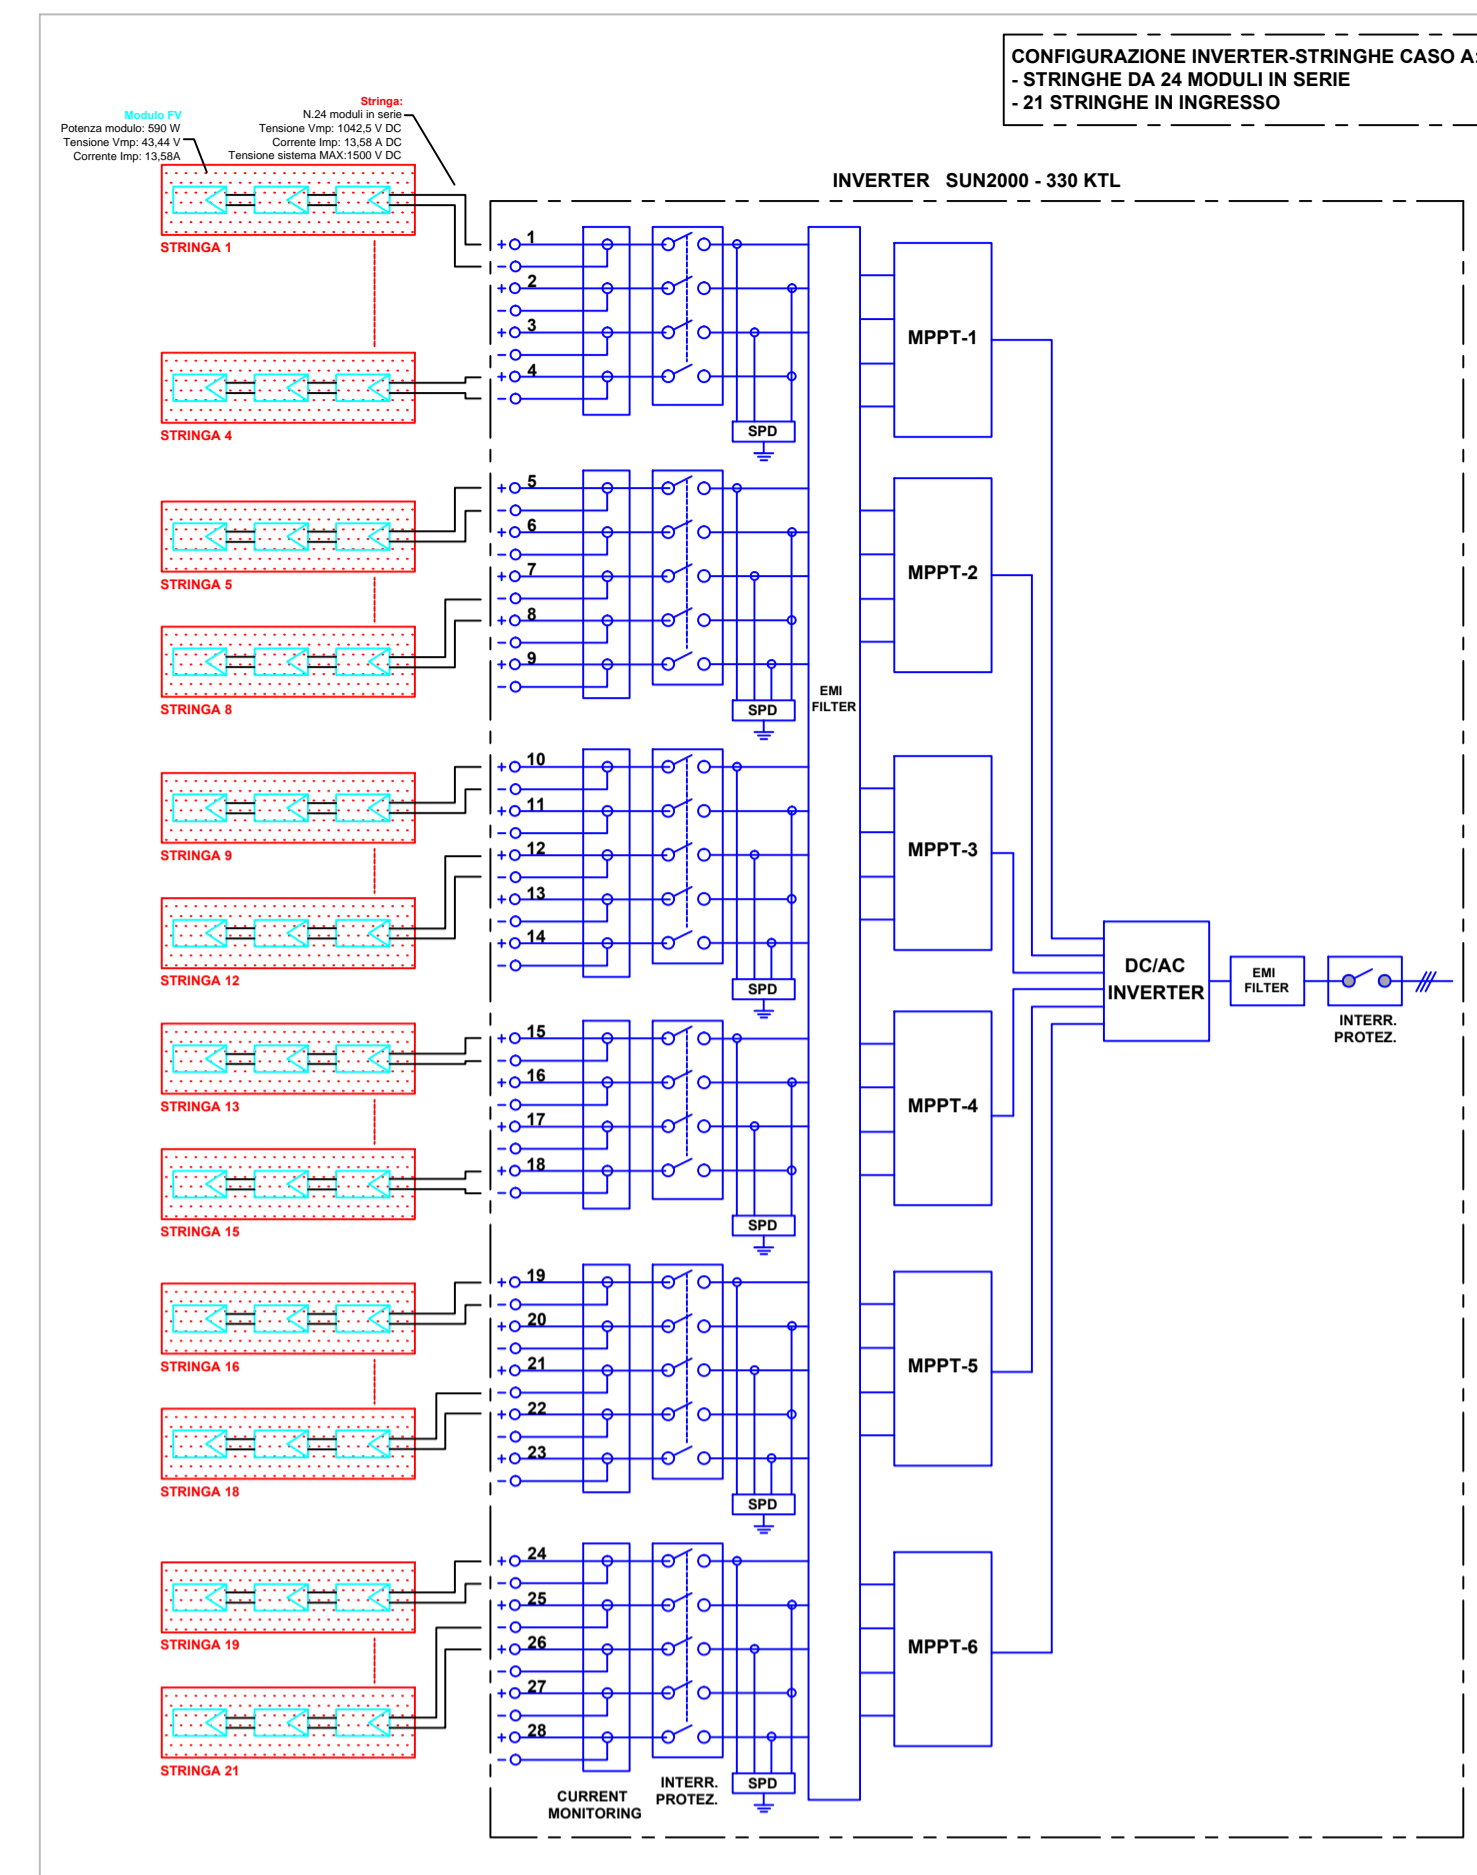 CONFIGURAZIONE INVERTER-STRINGHE CASO A:
- STRINGHE DA 24 MODULI IN SERIE
- 21 STRINGHE IN INGRESSO
Modulo FV
Potenza modulo: 590 W
Tensione Vmp: 43,44 V
Corrente Imp: 13,58A
Stringa:
N.24 moduli in serie
Tensione Vmp: 1042,5 V DC
Corrente Imp: 13,58 A DC
Tensione sistema MAX:1500 V DC
INVERTER SUN2000 - 330 KTL
STRINGA 1
STRINGA 4
STRINGA 5
STRINGA 8
STRINGA 9
STRINGA 12
STRINGA 13
STRINGA 15
STRINGA 16
STRINGA 18
STRINGA 19
STRINGA 21
+ 1
-
+ 2
-
+ 3
-
+ 4
-
SPD
+ 5
-
+ 6
-
+ 7
-
+ 8
-
+ 9
-
SPD
+ 10
-
+ 11
-
+ 12
-
+ 13
-
+ 14
-
SPD
+ 15
-
+ 16
-
+ 17
-
+ 18
-
SPD
+ 19
-
+ 20
-
+ 21
-
+ 22
-
+ 23
-
SPD
+ 24
-
+ 25
-
+ 26
-
+ 27
-
+ 28
-
SPD
CURRENT
MONITORING
INTERR.
PROTEZ.
EMI
FILTER
MPPT-1
MPPT-2
MPPT-3
MPPT-4
MPPT-5
MPPT-6
DC/AC
INVERTER
EMI
FILTER
INTERR.
PROTEZ.